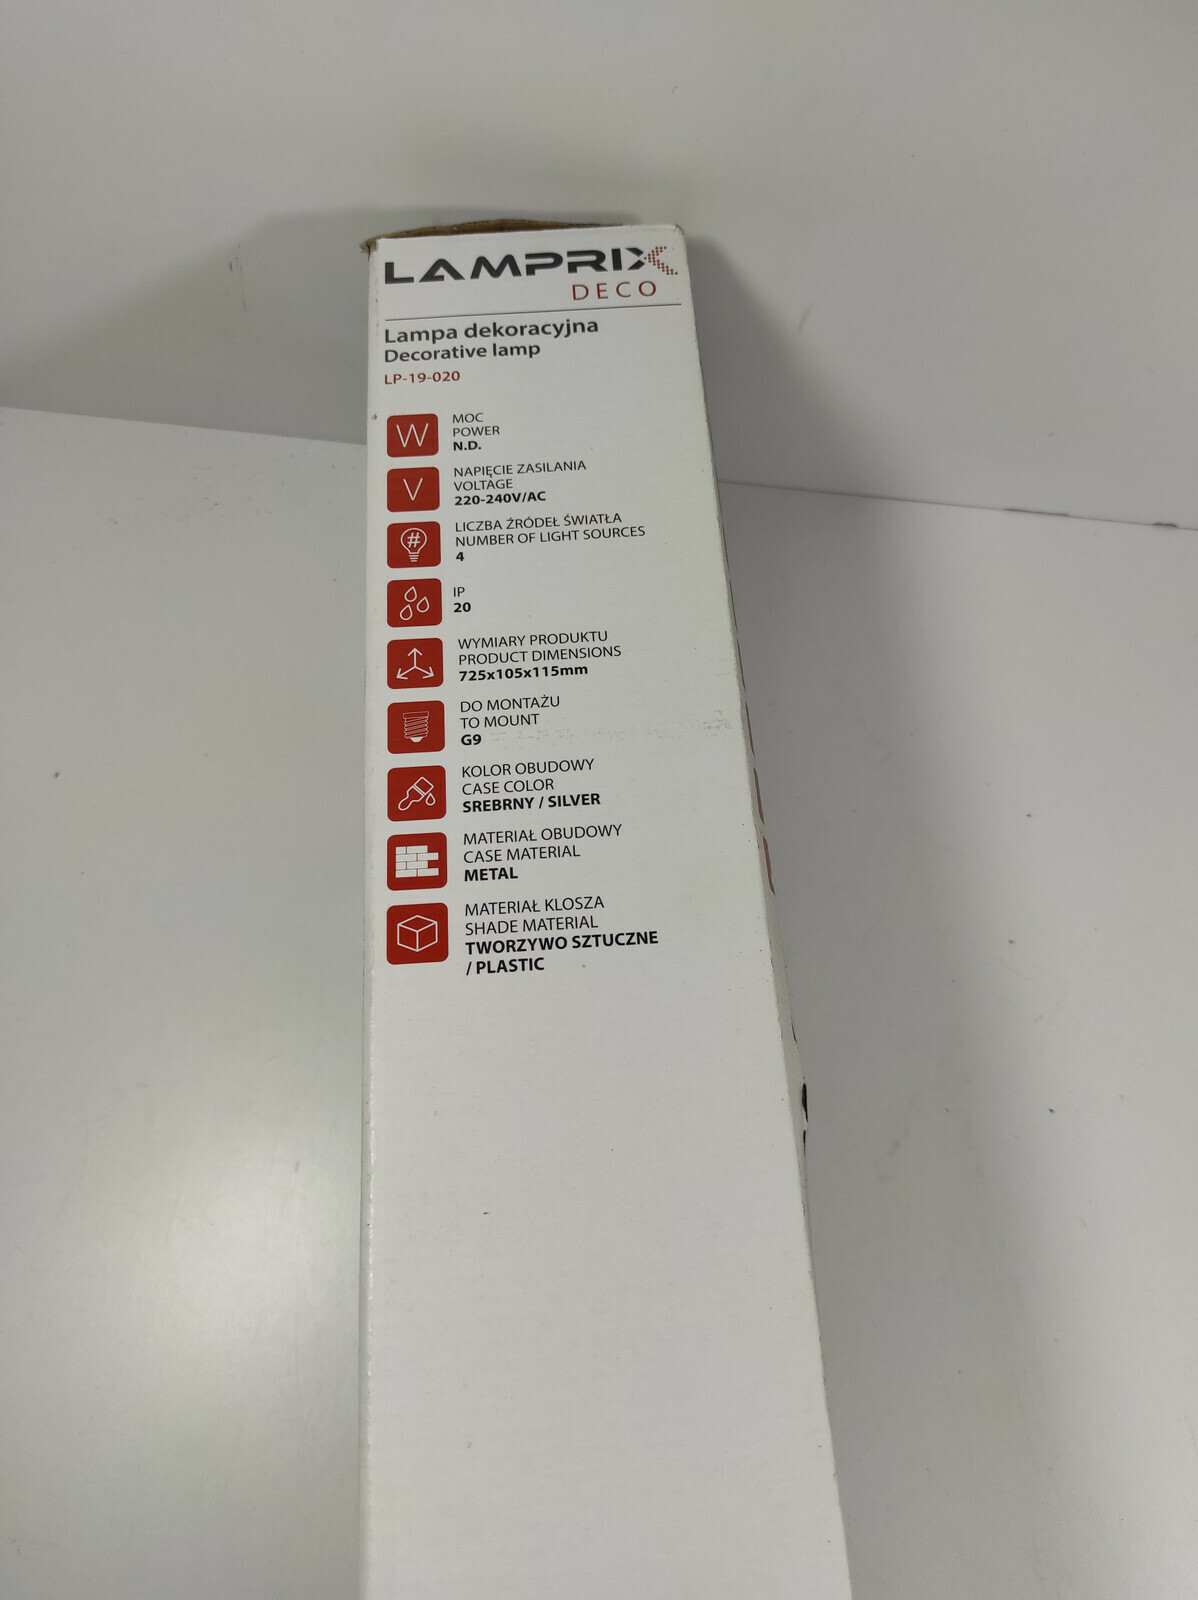 LAMPRIX
DECO
Lampa dekoracyjna
Decorative lamp
LP-19-020
W
MOC
POWER
N.D.
V
NAPIĘCIE ZASILANIA
VOLTAGE
220-240V/AC
#
LICZBA ŹRÓDEŁ ŚWIATŁA
NUMBER OF LIGHT SOURCES
4
IP
20
WYMIARY PRODUKTU
PRODUCT DIMENSIONS
725x105x115mm
DO MONTAŻU
TO MOUNT
G9
KOLOR OBUDOWY
CASE COLOR
SREBRNY / SILVER
MATERIAŁ OBUDOWY
CASE MATERIAL
METAL
MATERIAŁ KLOSZA
SHADE MATERIAL
TWORZYWO SZTUCZNE
/ PLASTIC